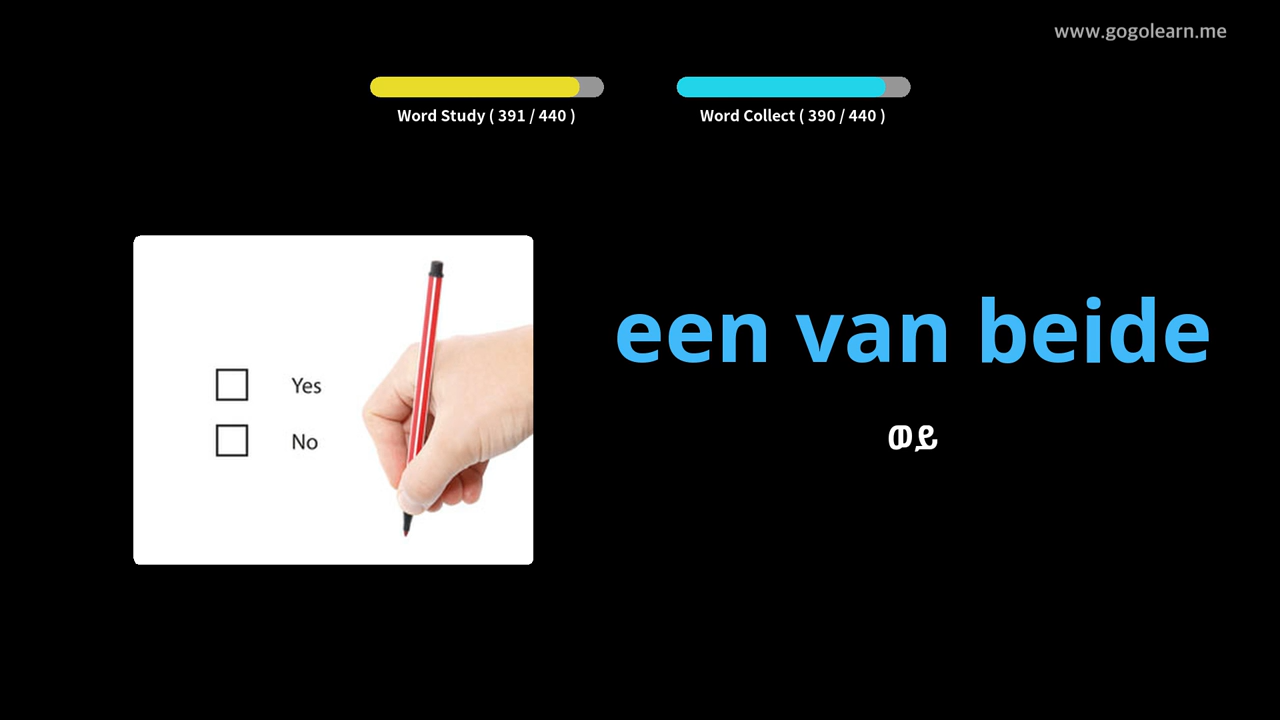 www.gogolearn.me
Word Study ( 391 / 440 )
Word Collect ( 390 / 440 )
Yes
No
een van beide
ወይ